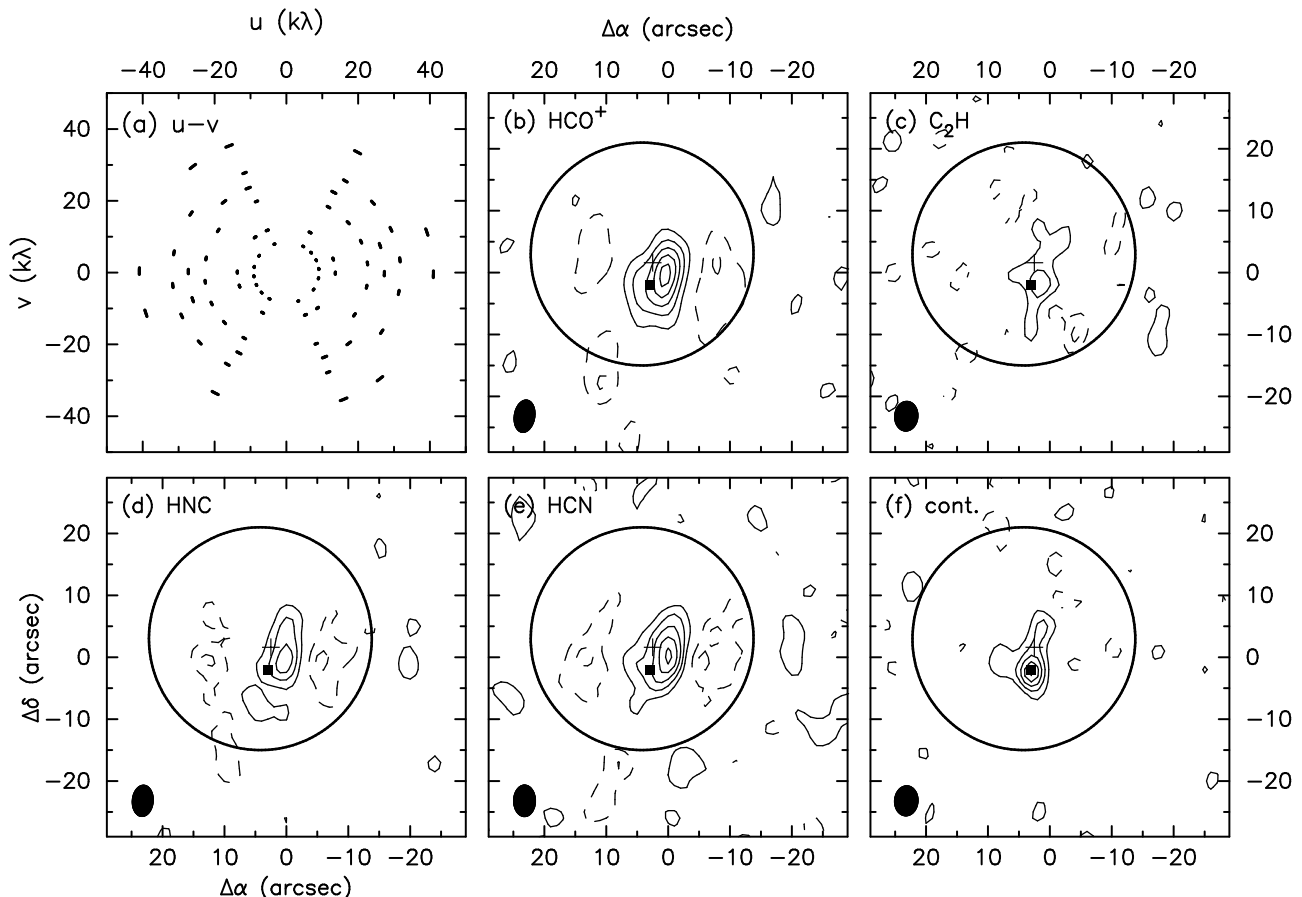 u (kλ)
Δα (arcsec)
−40 −20 0 20 40
20 10 0 −10 −20
20 10 0 −10 −20
(a) u−v
(b) HCO⁺
(c) C₂H
40
20
0
−20
−40
v (kλ)
20
10
0
−10
−20
(d) HNC
(e) HCN
(f) cont.
20
10
0
−10
−20
Δδ (arcsec)
20
10
0
−10
−20
20 10 0 −10 −20
20 10 0 −10 −20
20 10 0 −10 −20
Δα (arcsec)